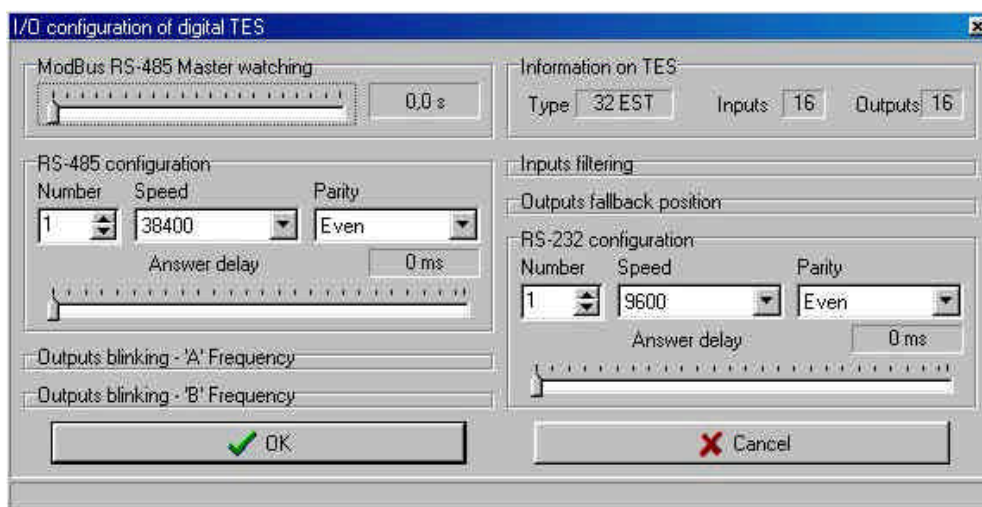 I/O configuration of digital TES
ModBus RS-485 Master watching
0,0 s
Information on TES
Type 32 EST Inputs 16 Outputs 16
RS-485 configuration
Number Speed Parity
1 38400 Even
Answer delay 0 ms
Outputs blinking - 'A' Frequency
Outputs blinking - 'B' Frequency
Inputs filtering
Outputs fallback position
RS-232 configuration
Number Speed Parity
1 9600 Even
Answer delay 0 ms
OK
Cancel